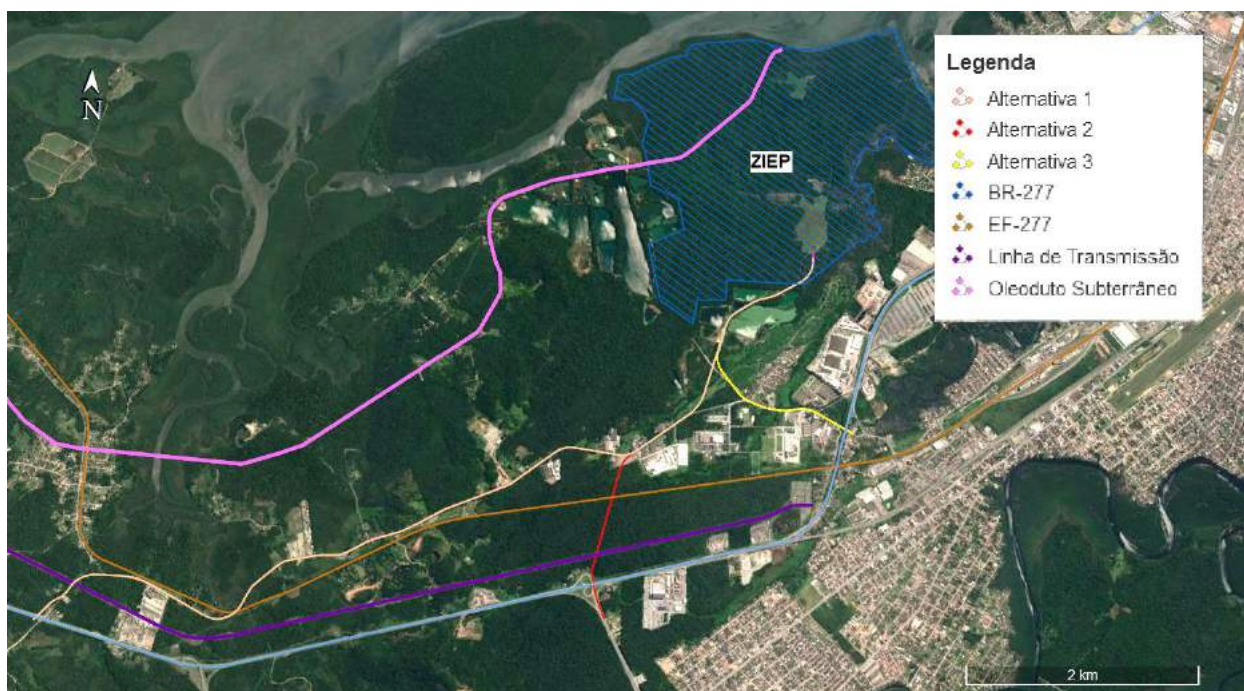 N
ZIEP
Legenda
Alternativa 1
Alternativa 2
Alternativa 3
BR-277
EF-277
Linha de Transmissão
Oleoduto Subterrâneo
2 km